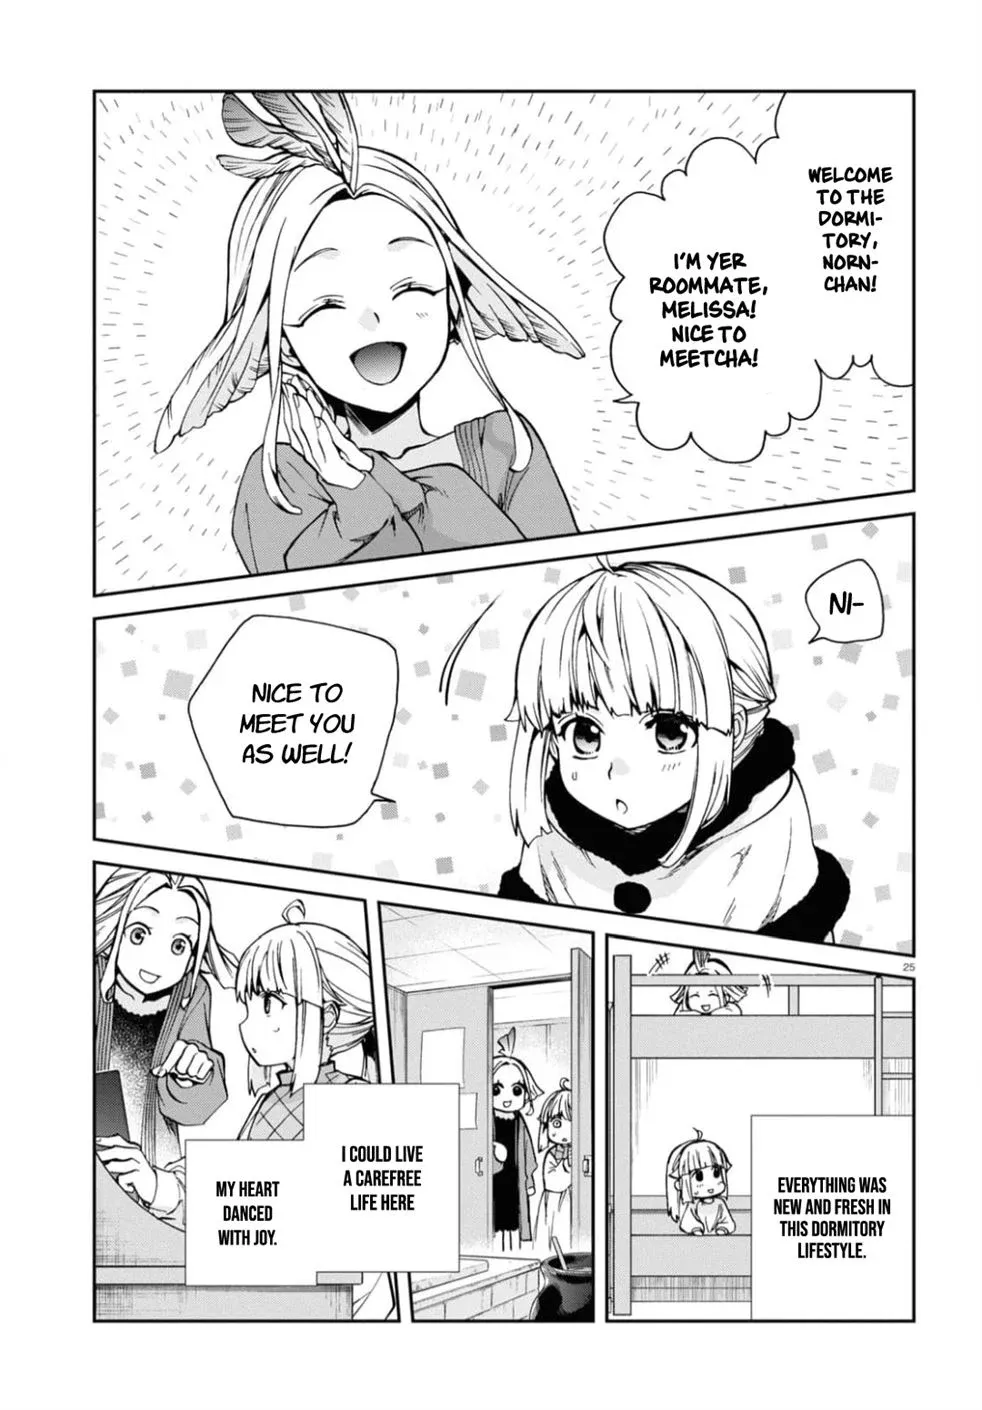 WELCOME
TO THE
DORMI-
TORY,
NORN-
CHAN!
I'M YER
ROOMMATE,
MELISSA!
NICE TO
MEETCHA!
NI-
NICE TO
MEET YOU
AS WELL!
25
EVERYTHING WAS
NEW AND FRESH IN
THIS DORMITORY
LIFESTYLE.
I COULD LIVE
A CAREFREE
LIFE HERE
MY HEART
DANCED
WITH JOY.